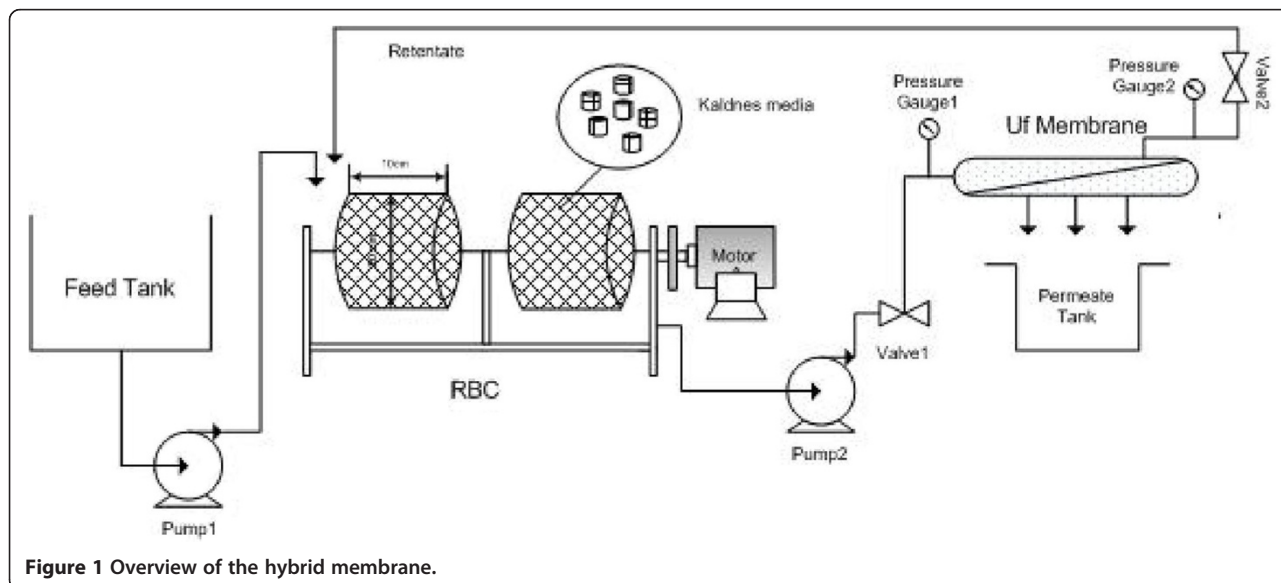 Retentate
Kaldnes media
Pressure
Gauge1
Pressure
Gauge2
Valve2
Uf Membrane
10cm
Feed Tank
Motor
Permeate
Tank
Valve1
RBC
Pump2
Pump1
Figure 1 Overview of the hybrid membrane.